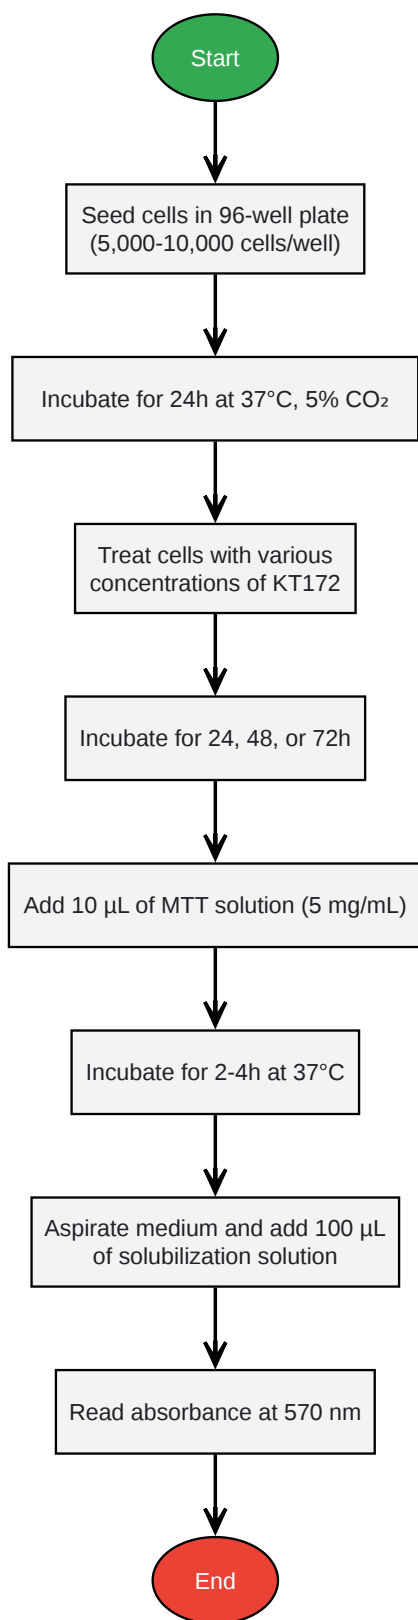 Start
Seed cells in 96-well plate
(5,000-10,000 cells/well)
Incubate for 24h at 37°C, 5% CO₂
Treat cells with various
concentrations of KT172
Incubate for 24, 48, or 72h
Add 10 µL of MTT solution (5 mg/mL)
Incubate for 2-4h at 37°C
Aspirate medium and add 100 µL
of solubilization solution
Read absorbance at 570 nm
End